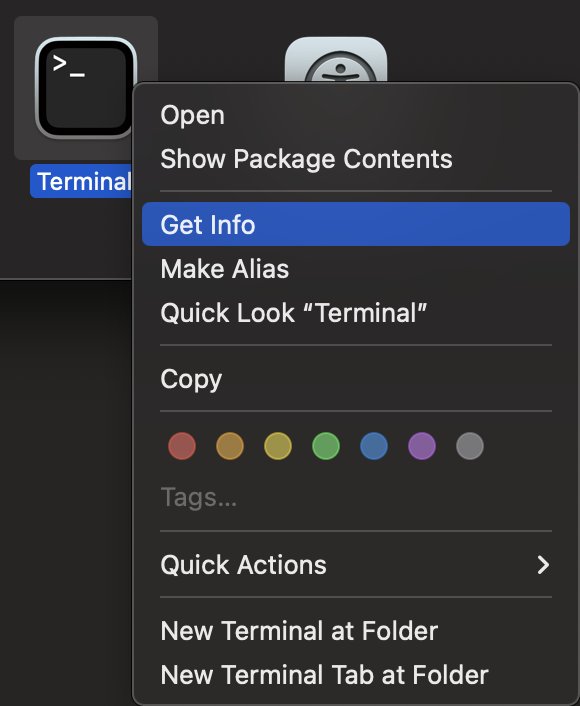 >_
Terminal
Open
Show Package Contents
Get Info
Make Alias
Quick Look “Terminal”
Copy
Tags...
Quick Actions
New Terminal at Folder
New Terminal Tab at Folder